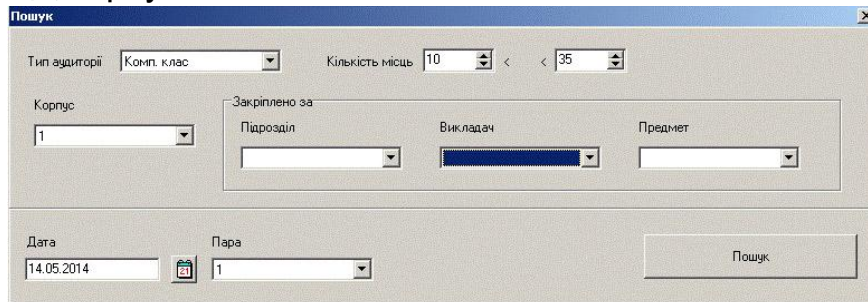 Пошук
Тип аудиторії Комп. клас Кількість місць 10 < < 35
Корпус Закріплено за
1 Підрозділ Викладач Предмет
Дата Пара
14.05.2014 21 1 Пошук